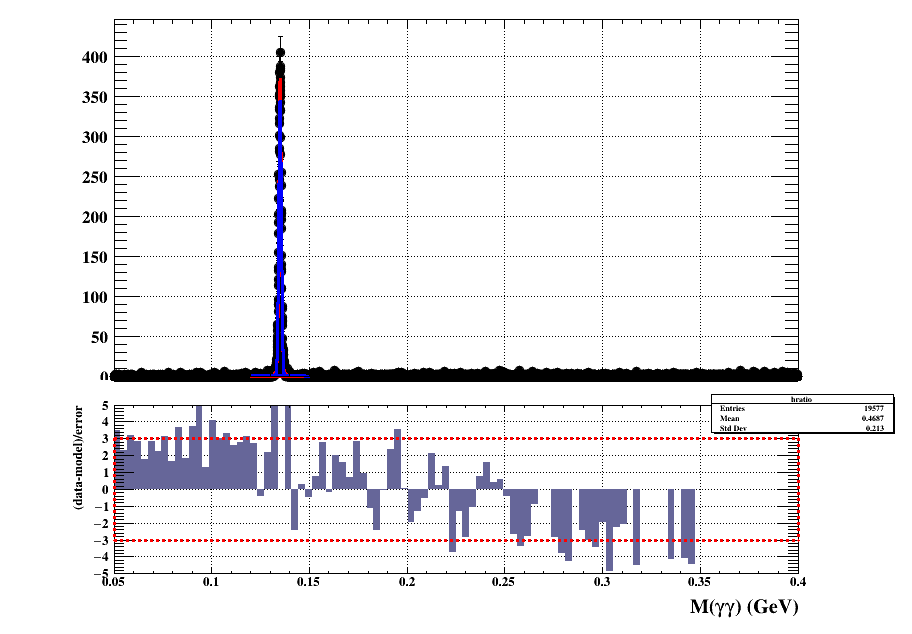 400
350
300
250
200
150
100
50
0
hratio
Entries 19577
Mean 0.4687
Std Dev 0.213
(data-model)/error
5
4
3
2
1
0
−1
−2
−3
−4
−5
0.05 0.1 0.15 0.2 0.25 0.3 0.35 0.4
M(γγ) (GeV)